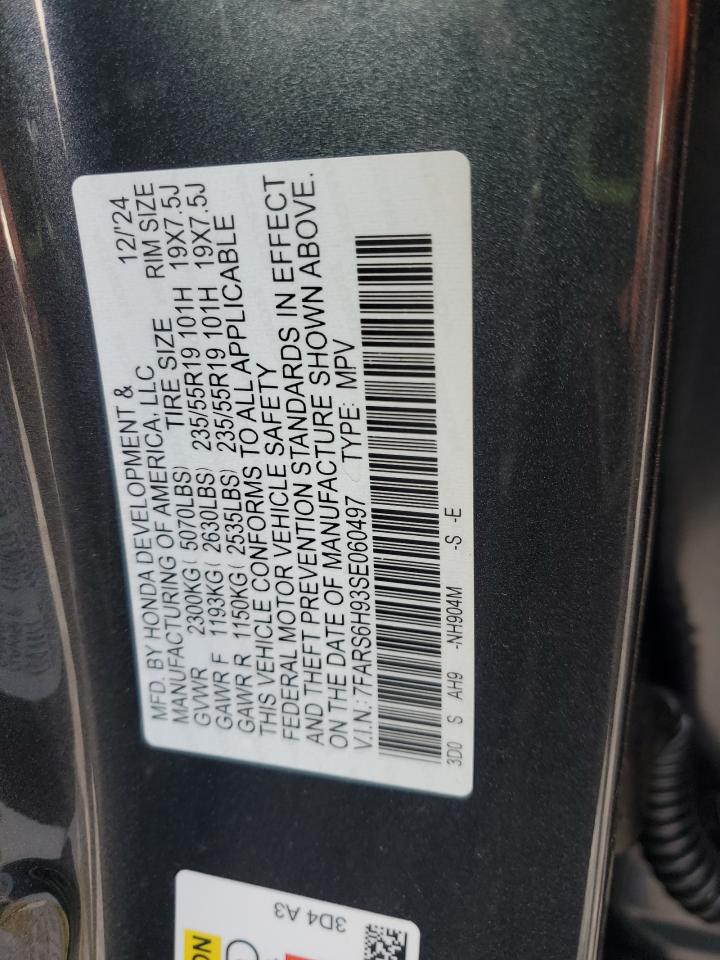 MFD. BY HONDA DEVELOPMENT & 12/'24
MANUFACTURING OF AMERICA, LLC TIRE SIZE RIM SIZE
GVWR 2300KG( 5070LBS) 235/55R19 101H 19X7.5J
GAWR F 1193KG( 2630LBS) 235/55R19 101H 19X7.5J
GAWR R 1150KG( 2535LBS)
THIS VEHICLE CONFORMS TO ALL APPLICABLE
FEDERAL MOTOR VEHICLE SAFETY
AND THEFT PREVENTION STANDARDS IN EFFECT
ON THE DATE OF MANUFACTURE SHOWN ABOVE.
V.I.N.: 7FARS6H93SE060497 TYPE: MPV
3D0 S AH9 -NH904M -S -E
3D4 A3